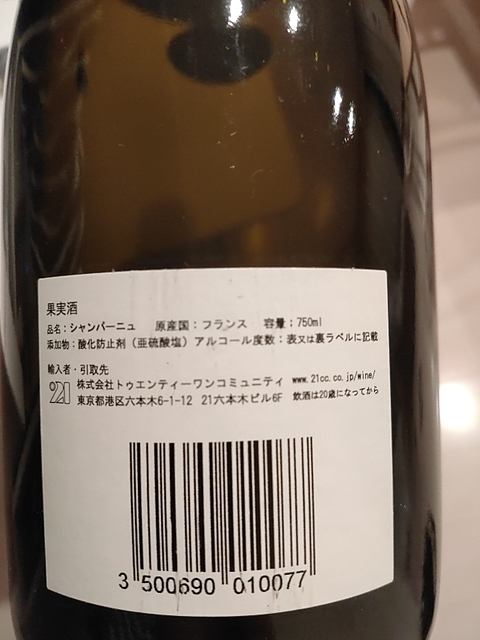 果実酒
品名：シャンパーニュ 原産国：フランス 容量：750ml
添加物：酸化防止剤（亜硫酸塩）アルコール度数：表又は裏ラベルに記載
輸入者・引取先
21 株式会社トゥエンティーワンコミュニティ www.21cc.co.jp/wine/
東京都港区六本木6-1-12 21六本木ビル6F 飲酒は20歳になってから
3 500690 010077